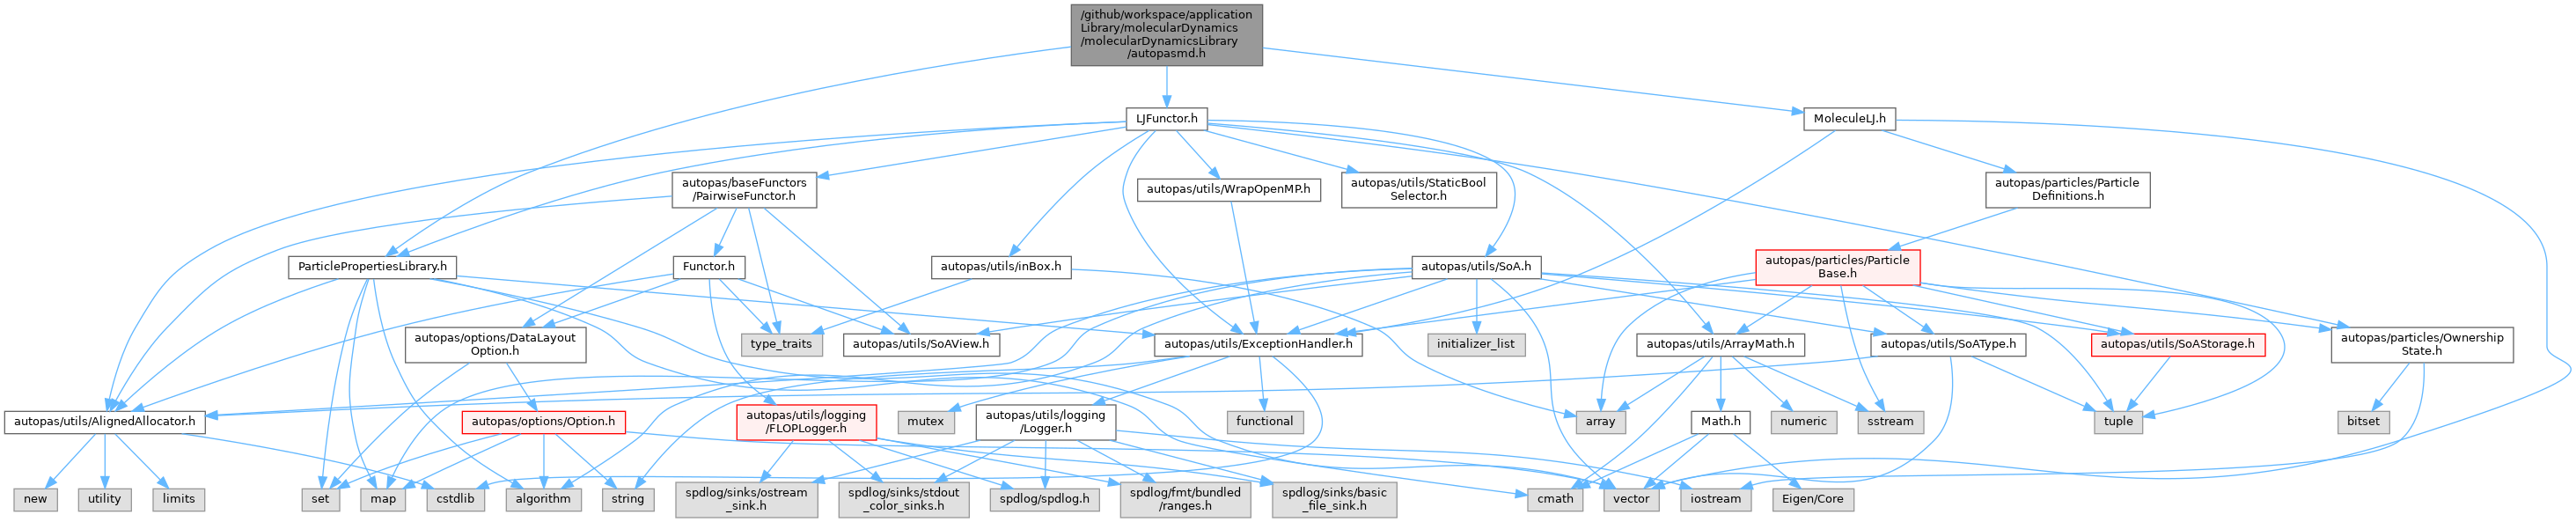 /github/workspace/application
Library/molecularDynamics
/molecularDynamicsLibrary
/autopasmd.h
LJFunctor.h
MoleculeLJ.h
autopas/baseFunctors
/PairwiseFunctor.h
autopas/utils/WrapOpenMP.h
autopas/utils/StaticBool
Selector.h
autopas/particles/Particle
Definitions.h
ParticlePropertiesLibrary.h
Functor.h
autopas/utils/inBox.h
autopas/utils/SoA.h
autopas/particles/Particle
Base.h
autopas/options/DataLayout
Option.h
type_traits
autopas/utils/SoAView.h
autopas/utils/ExceptionHandler.h
initializer_list
autopas/utils/ArrayMath.h
autopas/utils/SoAType.h
autopas/utils/SoAStorage.h
autopas/particles/Ownership
State.h
autopas/utils/AlignedAllocator.h
autopas/options/Option.h
autopas/utils/logging
/FLOPLogger.h
mutex
autopas/utils/logging
/Logger.h
functional
array
Math.h
numeric
sstream
tuple
bitset
new
utility
limits
set
map
cstdlib
algorithm
string
spdlog/sinks/ostream
_sink.h
spdlog/sinks/stdout
_color_sinks.h
spdlog/spdlog.h
spdlog/fmt/bundled
/ranges.h
spdlog/sinks/basic
_file_sink.h
cmath
vector
iostream
Eigen/Core